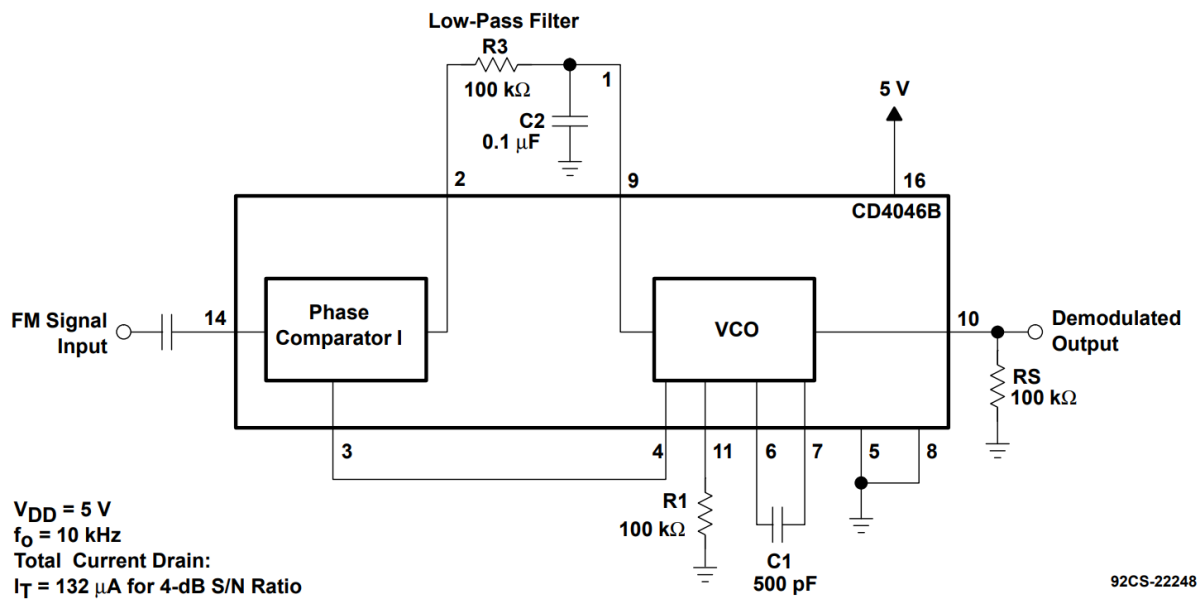 Low-Pass Filter
R3
100 kΩ
1
C2
0.1 μF
5 V
2
9
16
CD4046B
FM Signal
Input
14
Phase
Comparator I
VCO
10
Demodulated
Output
RS
100 kΩ
3
4
11
6
7
5
8
R1
100 kΩ
C1
500 pF
VDD = 5 V
fo = 10 kHz
Total Current Drain:
IT = 132 μA for 4-dB S/N Ratio
92CS-22248